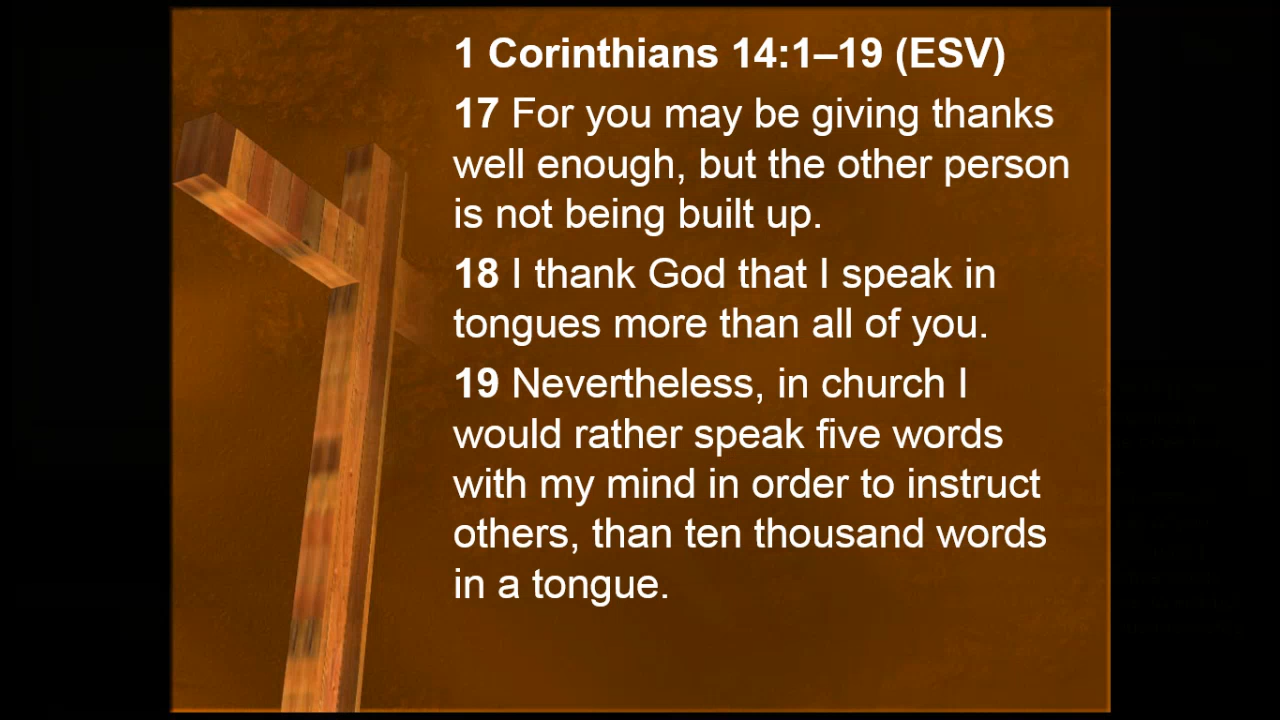 1 Corinthians 14:1–19 (ESV)
17 For you may be giving thanks
well enough, but the other person
is not being built up.
18 I thank God that I speak in
tongues more than all of you.
19 Nevertheless, in church I
would rather speak five words
with my mind in order to instruct
others, than ten thousand words
in a tongue.